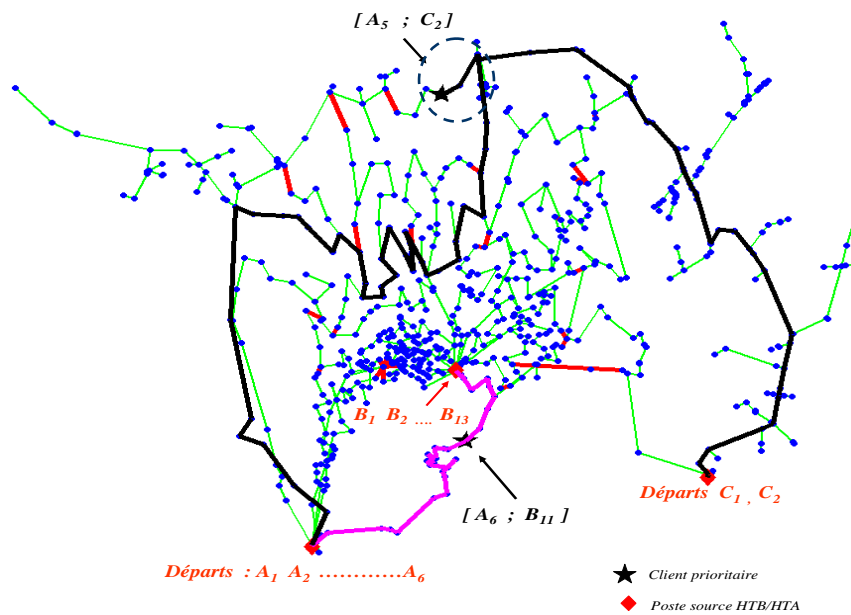 [ A5 ; C2 ]
B1 B2 .... B13
Départs C1 , C2
[ A6 ; B11 ]
Départs : A1 A2 ............A6
Client prioritaire
Poste source HTB/HTA